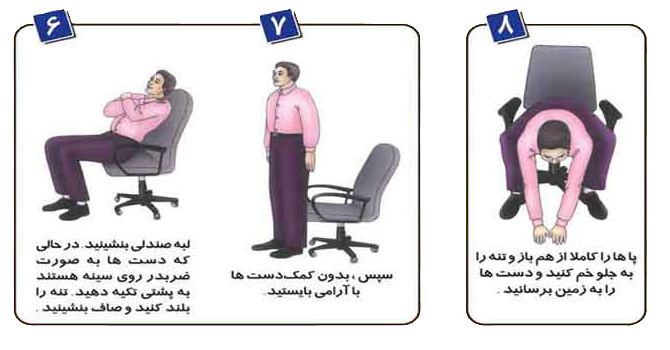 ۶
لبه صندلی بنشینید. در حالی
که دست ها به صورت
ضربدر روی سینه هستند
به پشتی تکیه دهید. تنه را
بلند کنید و صاف بنشینید .
۷
سپس ، بدون کمک دست ها
با آرامی بایستید.
۸
پا ها را کاملا از هم باز و تنه را
به جلو خم کنید و دست ها
را به زمین برسانید .